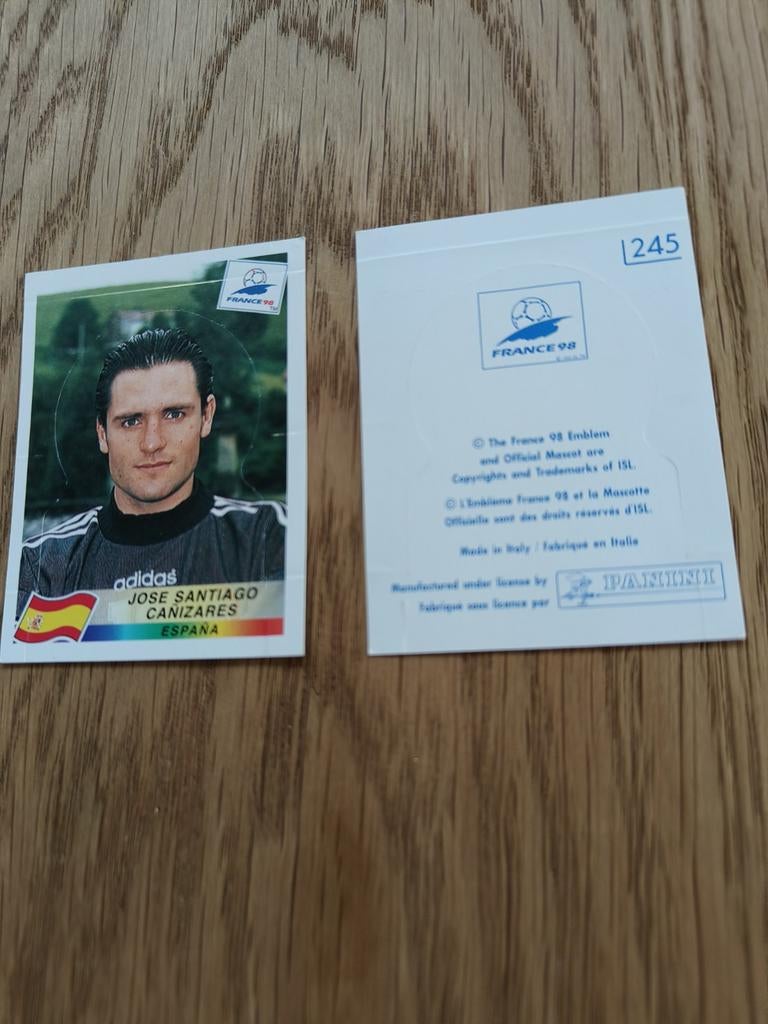 FRANCE 98
TM
adidas
JOSE SANTIAGO
CAÑIZARES
ESPAÑA
245
FRANCE 98
© The France 98 Emblem
and Official Mascot are
Copyrights and Trademarks of ISL.
© L'Emblème France 98 et la Mascotte
Officielle sont des droits réservés d'ISL.
Made in Italy / Fabriqué en Italie
Manufactured under licence by
Fabriqué sous licence par
PANINI